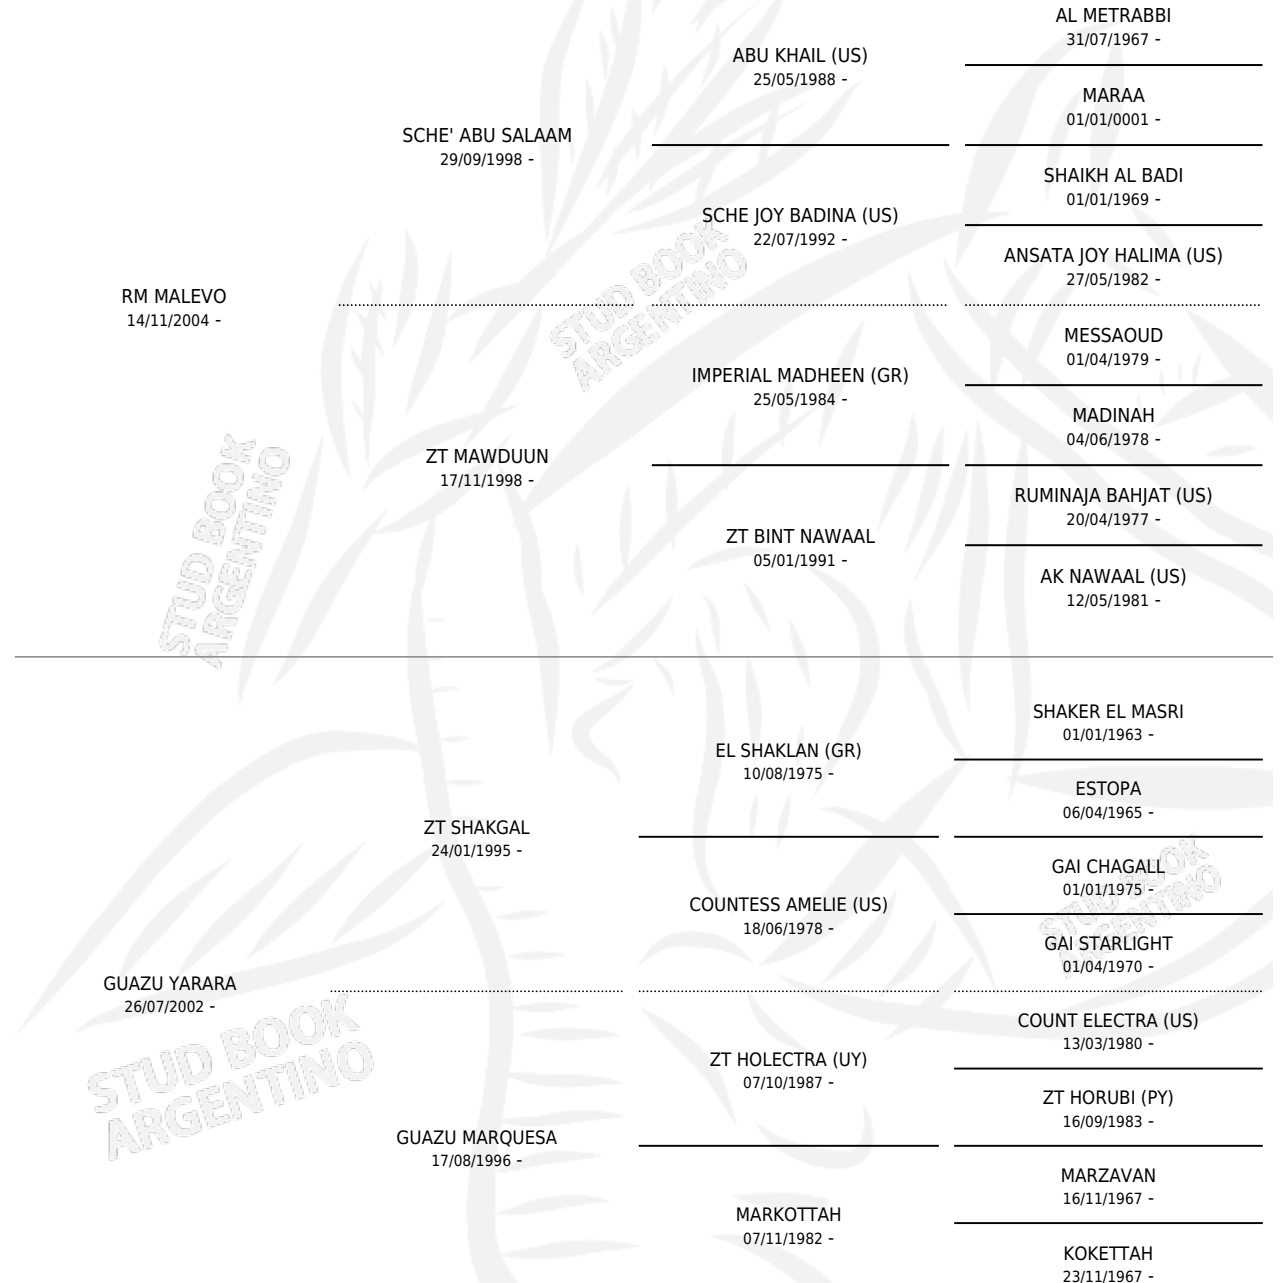 AL METRABBI
31/07/1967 -
ABU KHAIL (US)
25/05/1988 -
MARAA
01/01/0001 -
SCHE' ABU SALAAM
29/09/1998 -
SHAIKH AL BADI
01/01/1969 -
SCHE JOY BADINA (US)
22/07/1992 -
ANSATA JOY HALIMA (US)
27/05/1982 -
RM MALEVO
14/11/2004 -
MESSAOUD
01/04/1979 -
IMPERIAL MADHEEN (GR)
25/05/1984 -
MADINAH
04/06/1978 -
ZT MAWDUUN
17/11/1998 -
RUMINAJA BAHJAT (US)
20/04/1977 -
ZT BINT NAWAAL
05/01/1991 -
AK NAWAAL (US)
12/05/1981 -
STUD BOOK
ARGENTINO
STUD BOOK
ARGENTINO
SHAKER EL MASRI
01/01/1963 -
EL SHAKLAN (GR)
10/08/1975 -
ESTOPA
06/04/1965 -
ZT SHAKGAL
24/01/1995 -
GAI CHAGALL
01/01/1975 -
COUNTESS AMELIE (US)
18/06/1978 -
GAI STARLIGHT
01/04/1970 -
GUAZU YARARA
26/07/2002 -
COUNT ELECTRA (US)
13/03/1980 -
ZT HOLECTRA (UY)
07/10/1987 -
ZT HORUBI (PY)
16/09/1983 -
GUAZU MARQUESA
17/08/1996 -
MARZAVAN
16/11/1967 -
MARKOTTAH
07/11/1982 -
KOKETTAH
23/11/1967 -
STUD BOOK
ARGENTINO
STUD BOOK
ARGENTINO